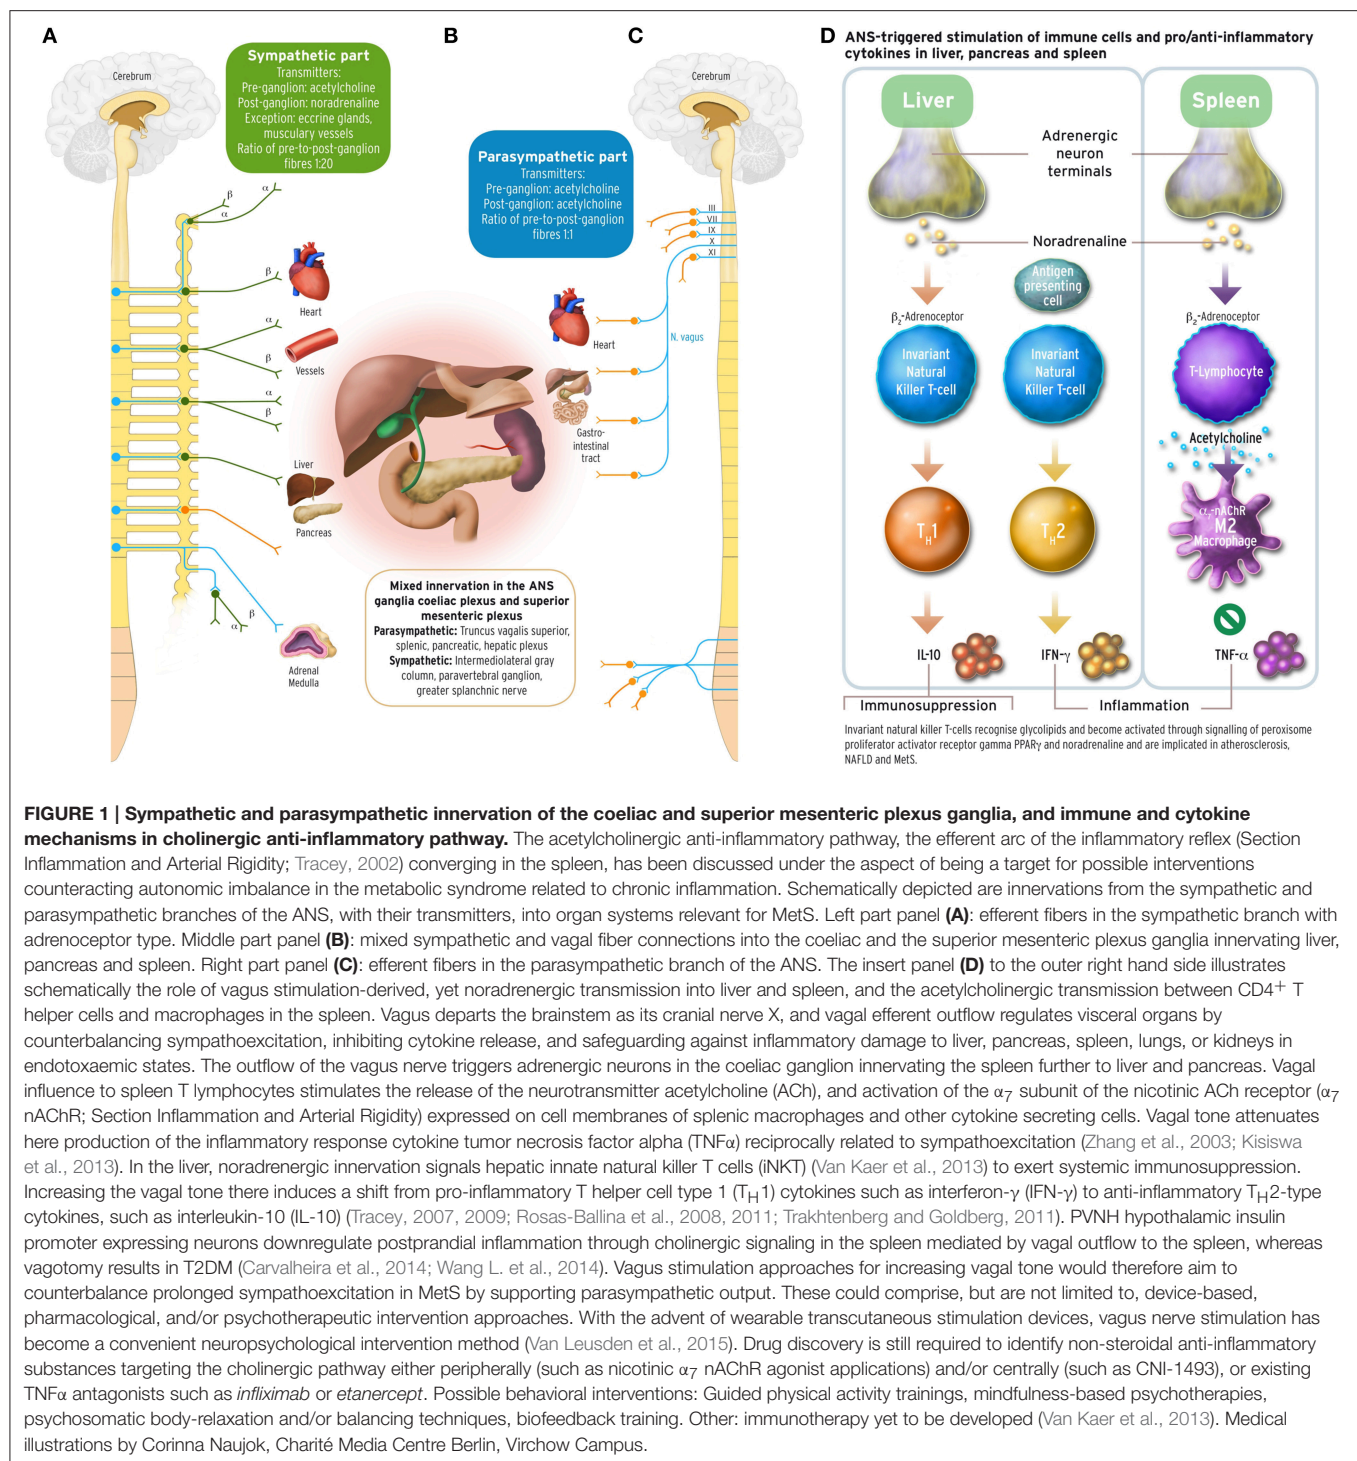 A
B
C
D
Sympathetic part
Transmitters:
Pre-ganglion: acetylcholine
Post-ganglion: noradrenaline
Exception: eccrine glands,
musculary vessels
Ratio of pre-to-post-ganglion
fibres 1:20
Cerebrum
α
β
α
β
Heart
α
β
Vessels
α
β
Liver
Pancreas
β
α
Adrenal
Medulla
Parasympathetic part
Transmitters:
Pre-ganglion: acetylcholine
Post-ganglion: acetylcholine
Ratio of pre-to-post-ganglion
fibres 1:1
Mixed innervation in the ANS
ganglia coeliac plexus and superior
mesenteric plexus
Parasympathetic: Truncus vagalis superior,
splenic, pancreatic, hepatic plexus
Sympathetic: Intermediolateral gray
column, paravertebral ganglion,
greater splanchnic nerve
Cerebrum
III
VII
IX
X
XI
N. vagus
Heart
Gastro-
intestinal
tract
ANS-triggered stimulation of immune cells and pro/anti-inflammatory
cytokines in liver, pancreas and spleen
Liver
Spleen
Adrenergic
neuron
terminals
Noradrenaline
Antigen
presenting
cell
β2-Adrenoceptor
β2-Adrenoceptor
Invariant
Natural
Killer T-cell
Invariant
Natural
Killer T-cell
T-Lymphocyte
Acetylcholine
TH1
TH2
α7-nAChR
M2
Macrophage
IL-10
IFN-γ
TNF-α
Immunosuppression
Inflammation
Invariant natural killer T-cells recognise glycolipids and become activated through signalling of peroxisome
proliferator activator receptor gamma PPARγ and noradrenaline and are implicated in atherosclerosis,
NAFLD and MetS.
FIGURE 1 | Sympathetic and parasympathetic innervation of the coeliac and superior mesenteric plexus ganglia, and immune and cytokine
mechanisms in cholinergic anti-inflammatory pathway. The acetylcholinergic anti-inflammatory pathway, the efferent arc of the inflammatory reflex (Section
Inflammation and Arterial Rigidity; Tracey, 2002) converging in the spleen, has been discussed under the aspect of being a target for possible interventions
counteracting autonomic imbalance in the metabolic syndrome related to chronic inflammation. Schematically depicted are innervations from the sympathetic and
parasympathetic branches of the ANS, with their transmitters, into organ systems relevant for MetS. Left part panel (A): efferent fibers in the sympathetic branch with
adrenoceptor type. Middle part panel (B): mixed sympathetic and vagal fiber connections into the coeliac and the superior mesenteric plexus ganglia innervating liver,
pancreas and spleen. Right part panel (C): efferent fibers in the parasympathetic branch of the ANS. The insert panel (D) to the outer right hand side illustrates
schematically the role of vagus stimulation-derived, yet noradrenergic transmission into liver and spleen, and the acetylcholinergic transmission between CD4+ T
helper cells and macrophages in the spleen. Vagus departs the brainstem as its cranial nerve X, and vagal efferent outflow regulates visceral organs by
counterbalancing sympathoexcitation, inhibiting cytokine release, and safeguarding against inflammatory damage to liver, pancreas, spleen, lungs, or kidneys in
endotoxaemic states. The outflow of the vagus nerve triggers adrenergic neurons in the coeliac ganglion innervating the spleen further to liver and pancreas. Vagal
influence to spleen T lymphocytes stimulates the release of the neurotransmitter acetylcholine (ACh), and activation of the α7 subunit of the nicotinic ACh receptor (α7
nAChR; Section Inflammation and Arterial Rigidity) expressed on cell membranes of splenic macrophages and other cytokine secreting cells. Vagal tone attenuates
here production of the inflammatory response cytokine tumor necrosis factor alpha (TNFα) reciprocally related to sympathoexcitation (Zhang et al., 2003; Kisiswa
et al., 2013). In the liver, noradrenergic innervation signals hepatic innate natural killer T cells (iNKT) (Van Kaer et al., 2013) to exert systemic immunosuppression.
Increasing the vagal tone there induces a shift from pro-inflammatory T helper cell type 1 (TH1) cytokines such as interferon-γ (IFN-γ) to anti-inflammatory TH2-type
cytokines, such as interleukin-10 (IL-10) (Tracey, 2007, 2009; Rosas-Ballina et al., 2008, 2011; Trakhtenberg and Goldberg, 2011). PVNH hypothalamic insulin
promoter expressing neurons downregulate postprandial inflammation through cholinergic signaling in the spleen mediated by vagal outflow to the spleen, whereas
vagotomy results in T2DM (Carvalheira et al., 2014; Wang L. et al., 2014). Vagus stimulation approaches for increasing vagal tone would therefore aim to
counterbalance prolonged sympathoexcitation in MetS by supporting parasympathetic output. These could comprise, but are not limited to, device-based,
pharmacological, and/or psychotherapeutic intervention approaches. With the advent of wearable transcutaneous stimulation devices, vagus nerve stimulation has
become a convenient neuropsychological intervention method (Van Leusden et al., 2015). Drug discovery is still required to identify non-steroidal anti-inflammatory
substances targeting the cholinergic pathway either peripherally (such as nicotinic α7 nAChR agonist applications) and/or centrally (such as CNI-1493), or existing
TNFα antagonists such as infliximab or etanercept. Possible behavioral interventions: Guided physical activity trainings, mindfulness-based psychotherapies,
psychosomatic body-relaxation and/or balancing techniques, biofeedback training. Other: immunotherapy yet to be developed (Van Kaer et al., 2013). Medical
illustrations by Corinna Naujok, Charité Media Centre Berlin, Virchow Campus.